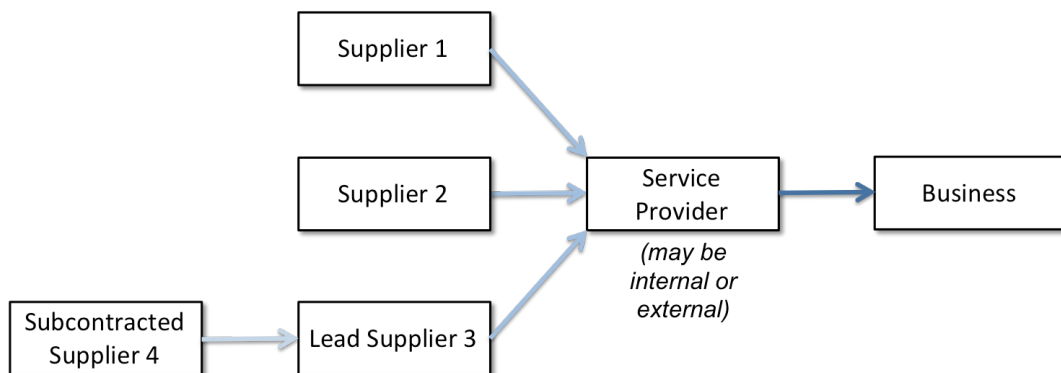 Supplier 1
Supplier 2
Service
Provider
Business
(may be
internal or
external)
Subcontracted
Supplier 4
Lead Supplier 3